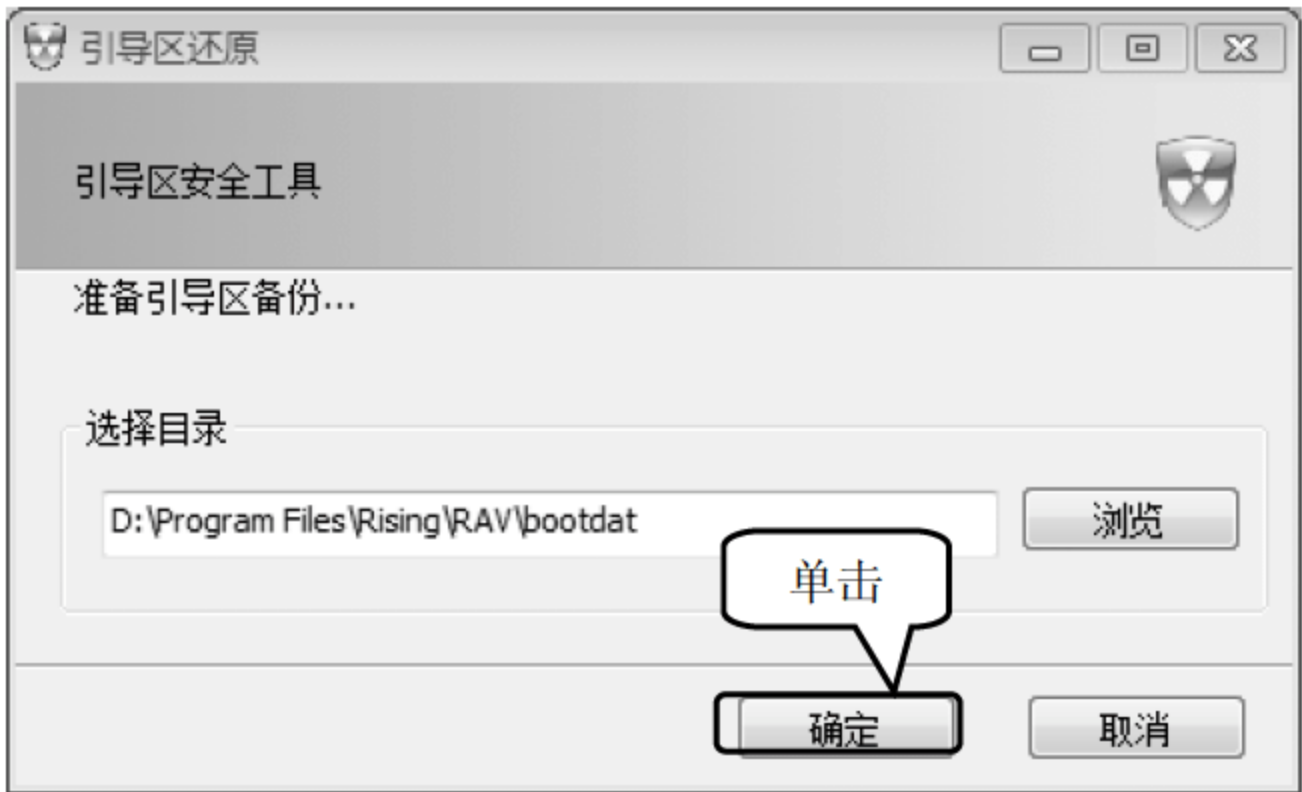 引导区还原
引导区安全工具
准备引导区备份...
选择目录
D:\Program Files\Rising\RAV\bootdat
浏览
单击
确定
取消